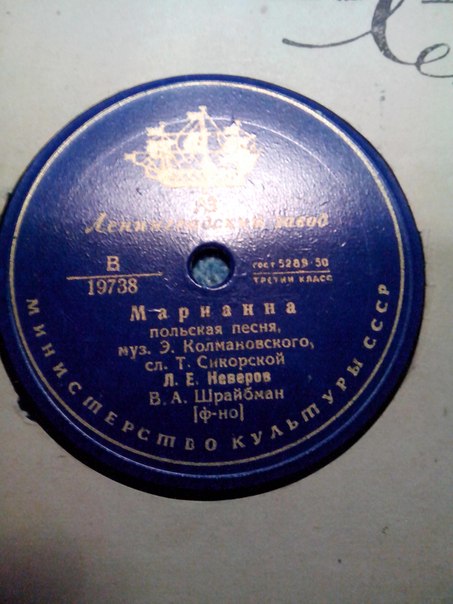 Ленинградский завод
В
19738
ГОСТ 5289-50
ТРЕТИЙ КЛАСС
Марианна
польская песня,
муз. Э. Колмановского,
сл. Т. Сикорской
Л. Е. Неверов
В. А. Шрайбман
[ф-но]
МИНИСТЕРСТВО КУЛЬТУРЫ СССР